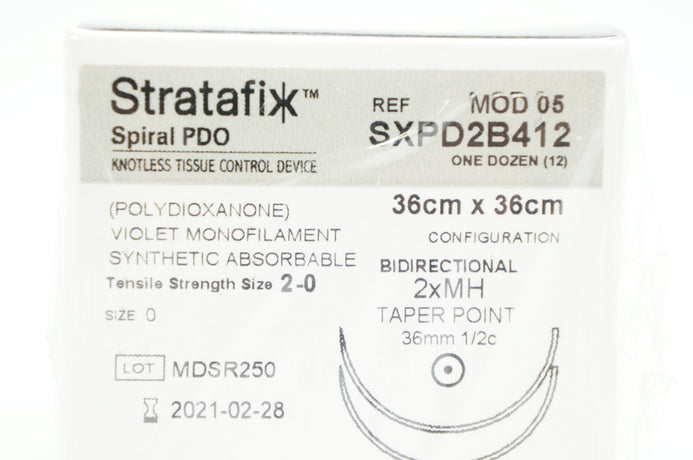 Stratafix™
Spiral PDO
KNOTLESS TISSUE CONTROL DEVICE
REF MOD 05
SXPD2B412
ONE DOZEN (12)
(POLYDIOXANONE)
VIOLET MONOFILAMENT
SYNTHETIC ABSORBABLE
Tensile Strength Size 2-0
SIZE 0
36cm x 36cm
CONFIGURATION
BIDIRECTIONAL
2xMH
TAPER POINT
36mm 1/2c
LOT MDSR250
2021-02-28